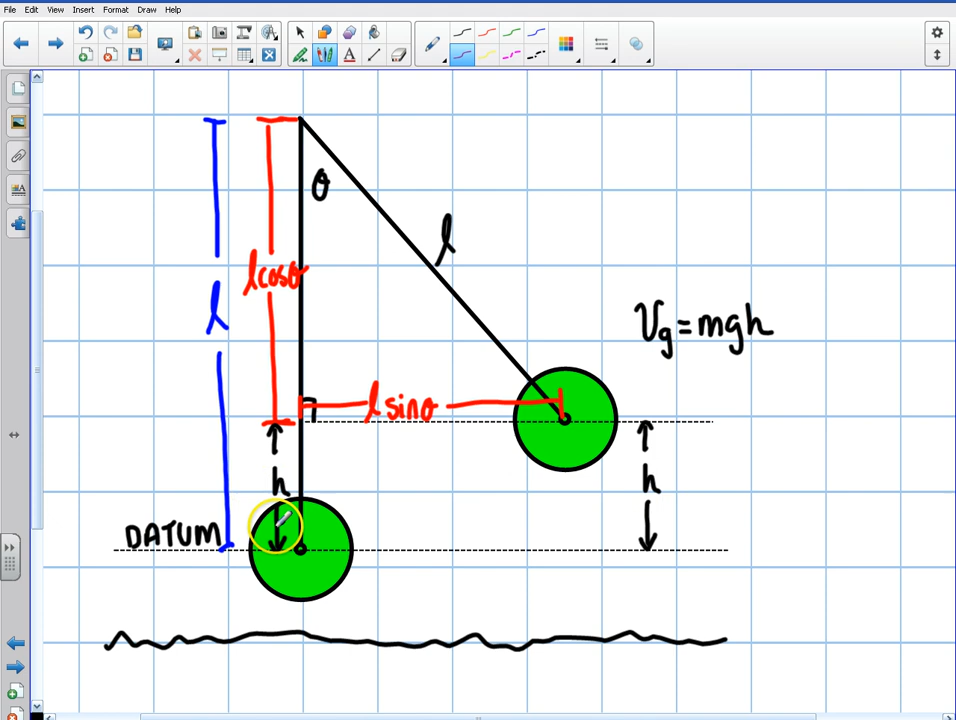 File Edit View Insert Format Draw Help
θ
l
l
lcosθ
Vg=mgh
lsinθ
h
h
DATUM